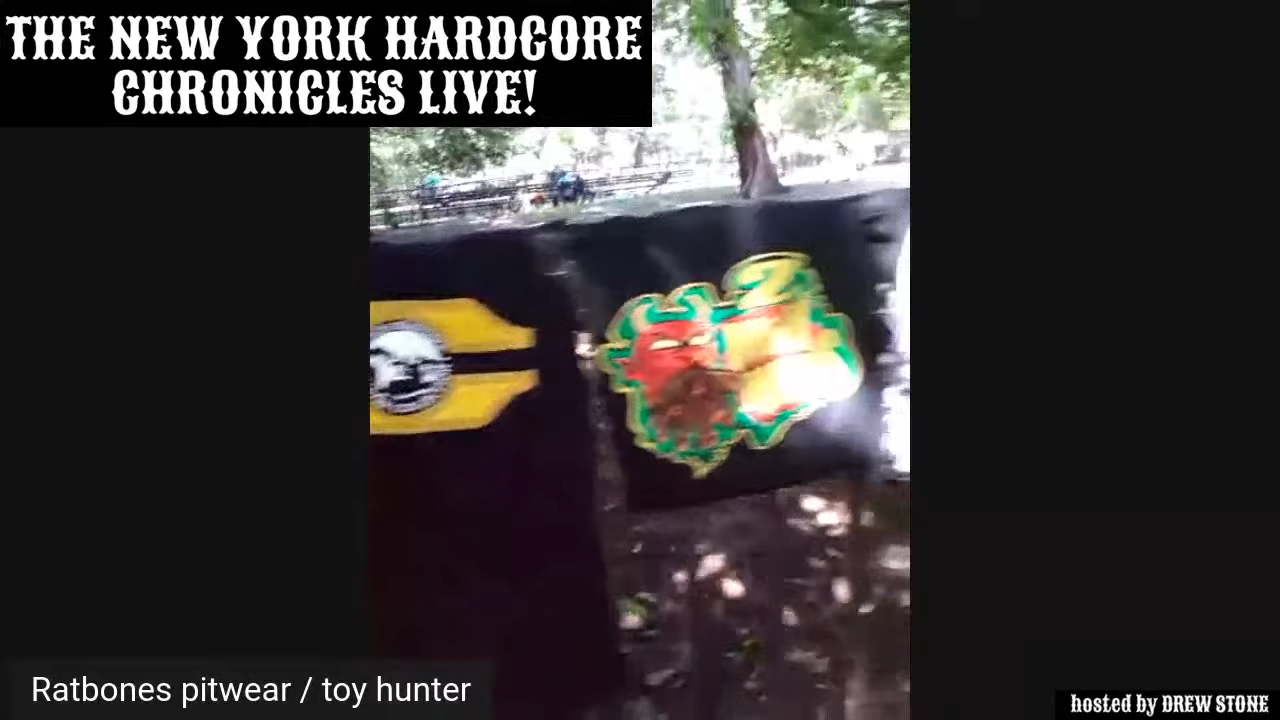 THE NEW YORK HARDCORE
CHRONICLES LIVE!
Ratbones pitwear / toy hunter
hosted by DREW STONE